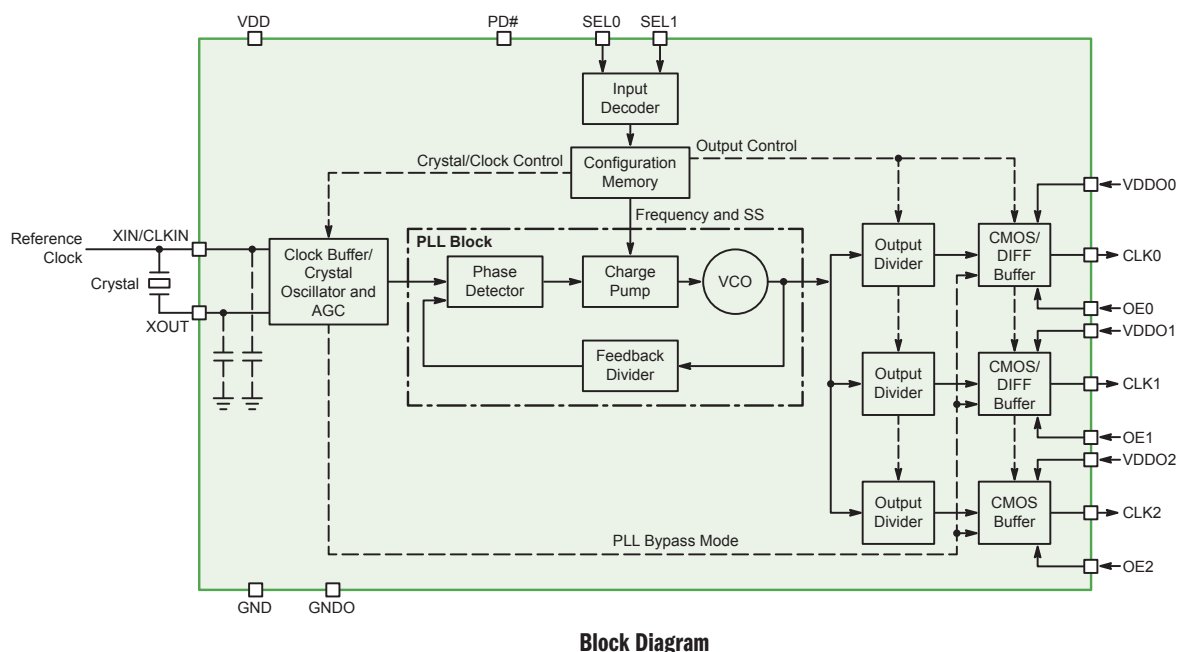 VDD
PD#
SEL0
SEL1
Input
Decoder
Output Control
Crystal/Clock Control
Configuration
Memory
VDDO0
Frequency and SS
Reference
Clock
XIN/CLKIN
PLL Block
Clock Buffer/
Crystal
Oscillator and
AGC
Phase
Detector
Charge
Pump
VCO
Output
Divider
CMOS/
DIFF
Buffer
CLK0
Crystal
XOUT
OE0
VDDO1
Feedback
Divider
Output
Divider
CMOS/
DIFF
Buffer
CLK1
OE1
VDDO2
Output
Divider
CMOS
Buffer
CLK2
PLL Bypass Mode
OE2
GND
GNDO
Block Diagram